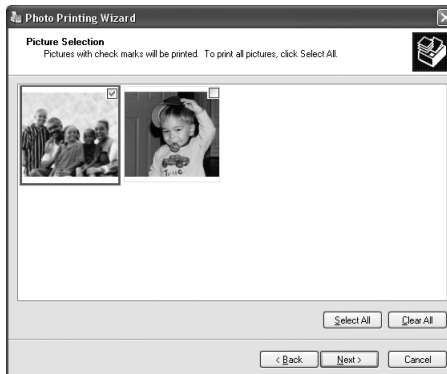 Photo Printing Wizard
Picture Selection
Pictures with check marks will be printed. To print all pictures, click Select All.
Select All Clear All
< Back Next > Cancel